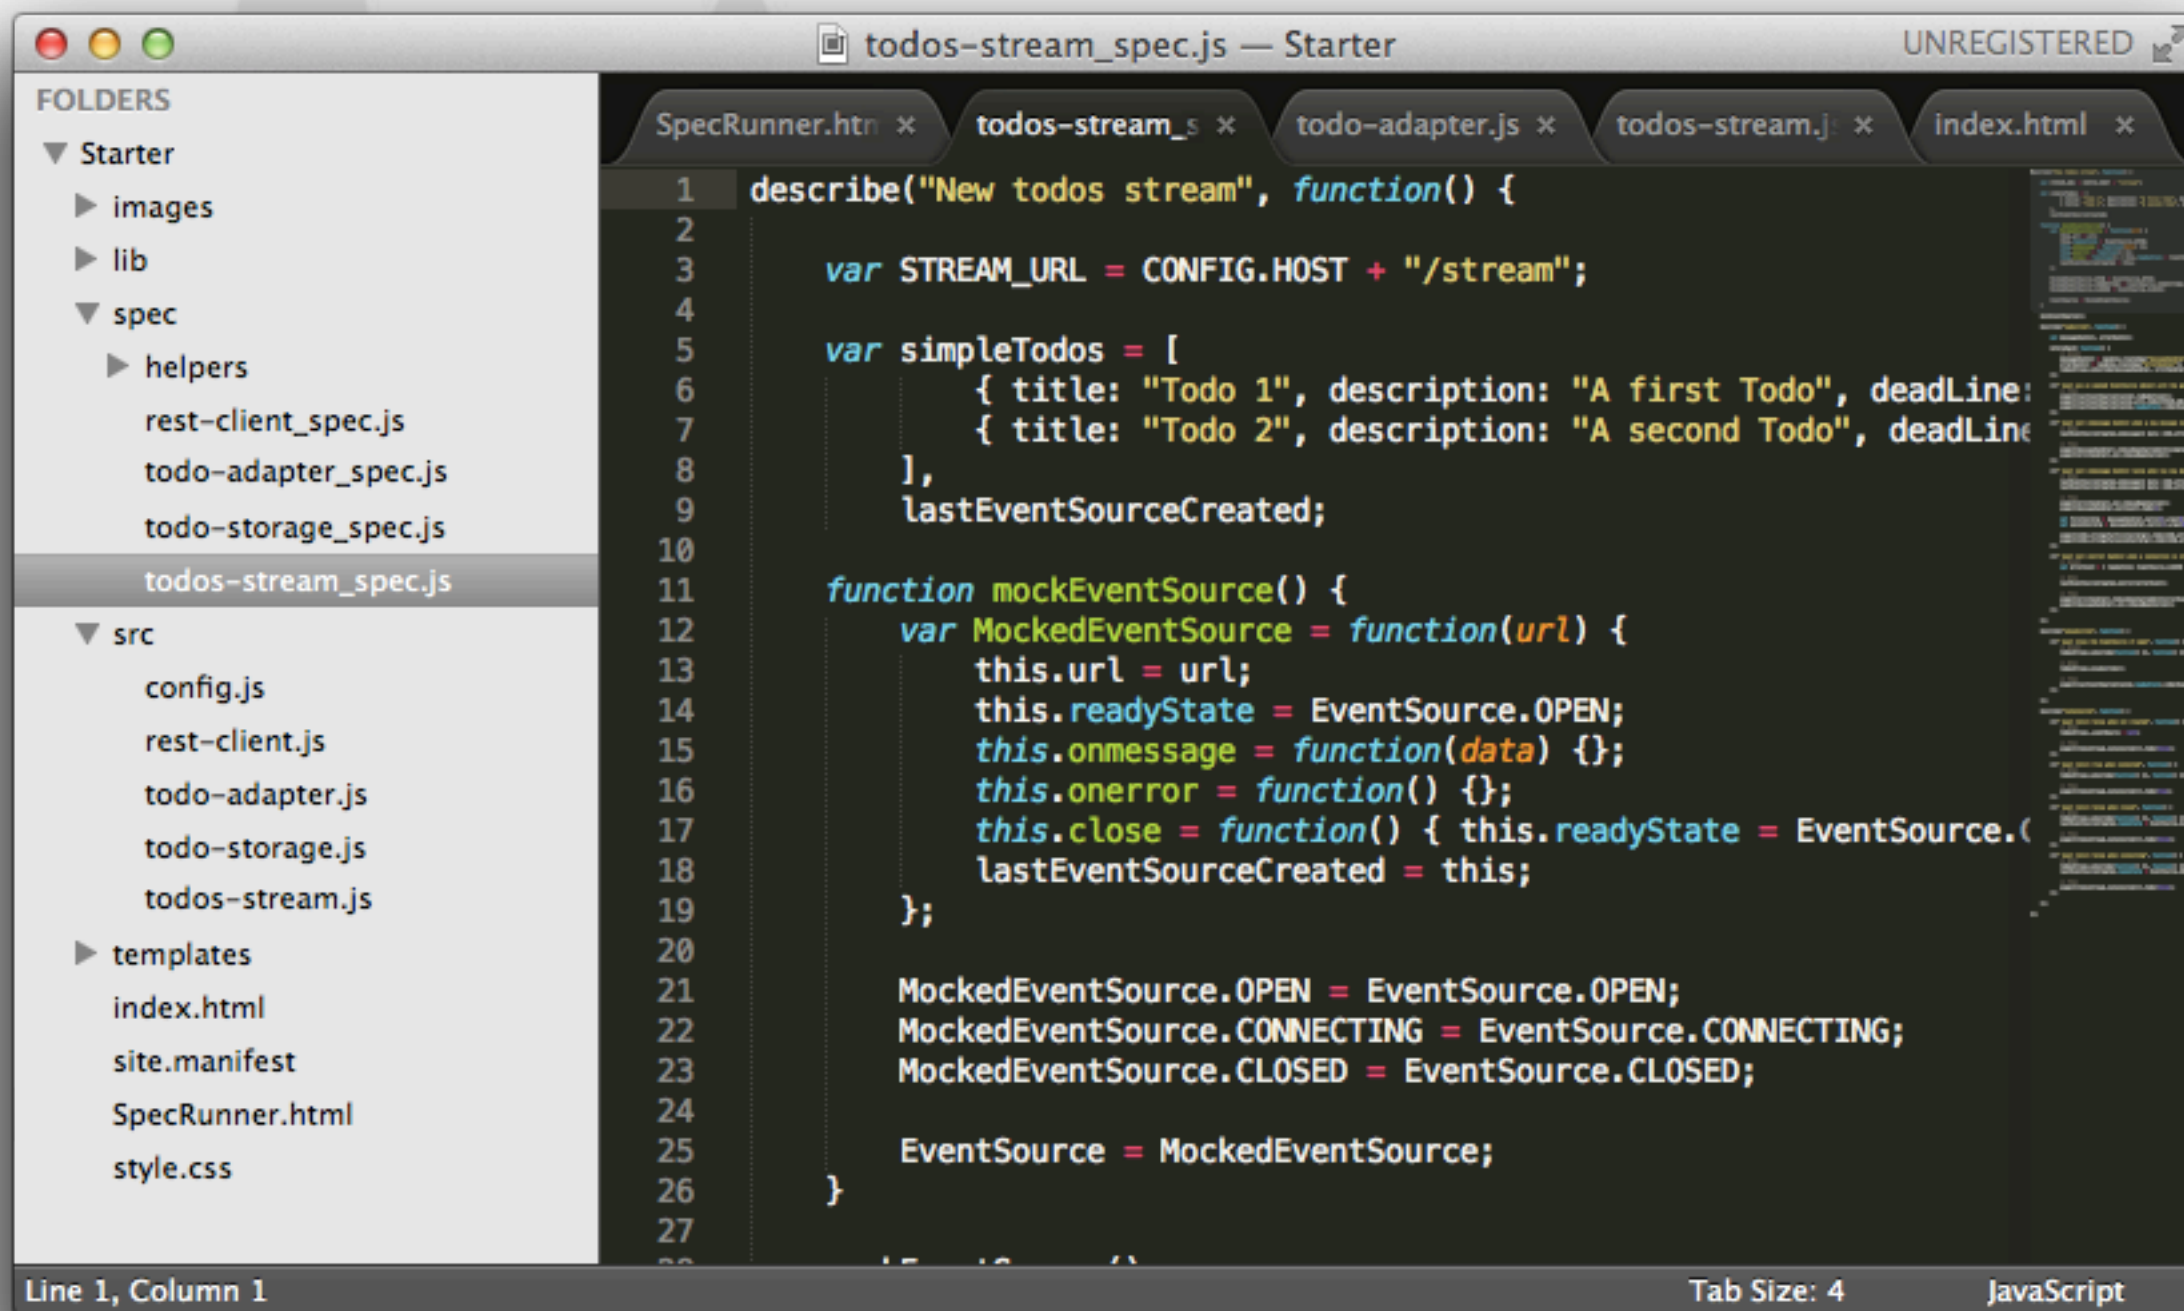 todos-stream_spec.js — Starter
UNREGISTERED
FOLDERS
Starter
images
lib
spec
helpers
rest-client_spec.js
todo-adapter_spec.js
todo-storage_spec.js
todos-stream_spec.js
src
config.js
rest-client.js
todo-adapter.js
todo-storage.js
todos-stream.js
templates
index.html
site.manifest
SpecRunner.html
style.css
SpecRunner.htm × todos-stream_s × todo-adapter.js × todos-stream.j × index.html ×
1 describe("New todos stream", function() {
2
3 var STREAM_URL = CONFIG.HOST + "/stream";
4
5 var simpleTodos = [
6 { title: "Todo 1", description: "A first Todo", deadLine:
7 { title: "Todo 2", description: "A second Todo", deadLine
8 ],
9 lastEventSourceCreated;
10
11 function mockEventSource() {
12 var MockedEventSource = function(url) {
13 this.url = url;
14 this.readyState = EventSource.OPEN;
15 this.onmessage = function(data) {};
16 this.onerror = function() {};
17 this.close = function() { this.readyState = EventSource.
18 lastEventSourceCreated = this;
19 };
20
21 MockedEventSource.OPEN = EventSource.OPEN;
22 MockedEventSource.CONNECTING = EventSource.CONNECTING;
23 MockedEventSource.CLOSED = EventSource.CLOSED;
24
25 EventSource = MockedEventSource;
26 }
27
Line 1, Column 1
Tab Size: 4
JavaScript